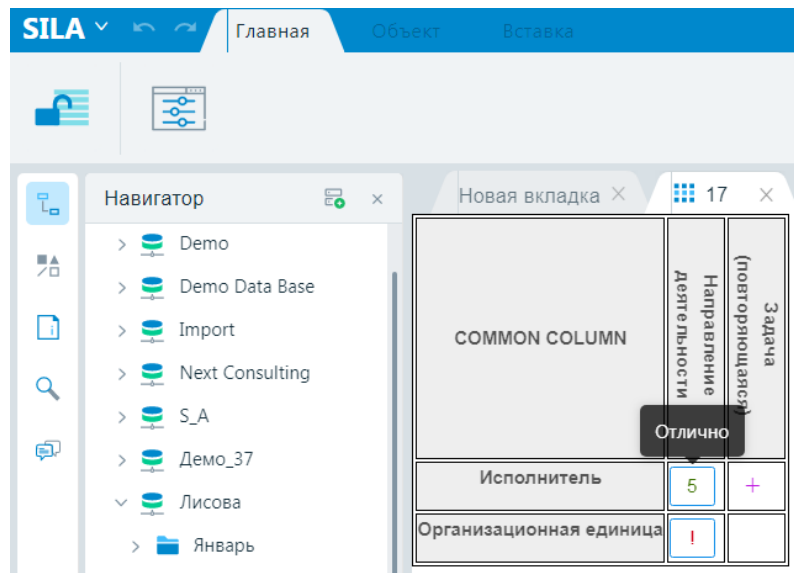 SILA
Главная
Объект
Вставка
Навигатор
Demo
Demo Data Base
Import
Next Consulting
S_A
Демо_37
Лисова
Январь
Новая вкладка
17
COMMON COLUMN
Направление
деятельности
Задача
(повторяющаяся)
Отлично
Исполнитель
5
+
Организационная единица
!